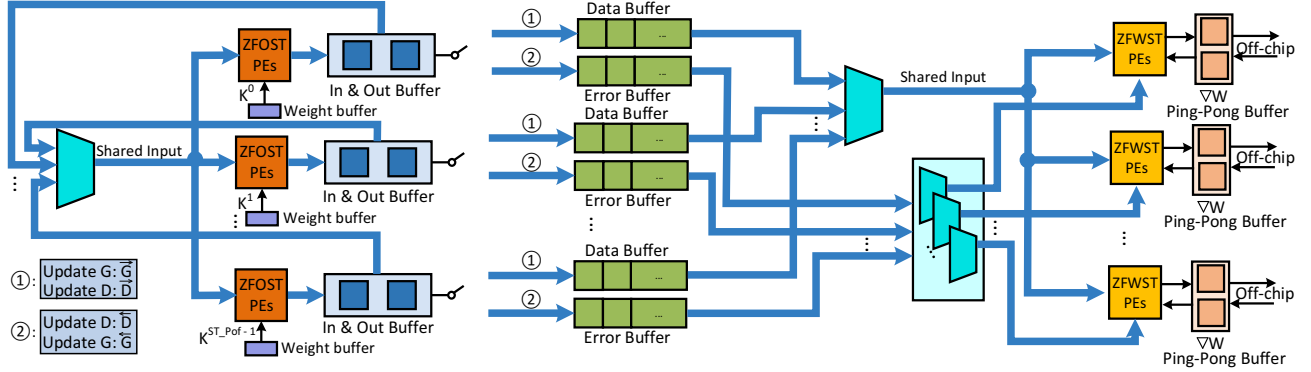 ZFOST
PEs
K⁰
Weight buffer
In & Out Buffer
Shared Input
ZFOST
PEs
K¹
Weight buffer
In & Out Buffer
⋮
⋮
ZFOST
PEs
K^ST_Pof - 1
Weight buffer
In & Out Buffer
①:
Update G: G→
Update D: D→
②:
Update D: D←
Update G: G←
①
Data Buffer
...
②
...
Error Buffer
Data Buffer
①
...
②
...
Error Buffer
⋮
Data Buffer
①
...
②
...
Error Buffer
⋮
Shared Input
⋮
⋱
⋮
ZFWST
PEs
Off-chip
▽W
Ping-Pong Buffer
ZFWST
PEs
Off-chip
▽W
Ping-Pong Buffer
⋮
ZFWST
PEs
Off-chip
▽W
Ping-Pong Buffer